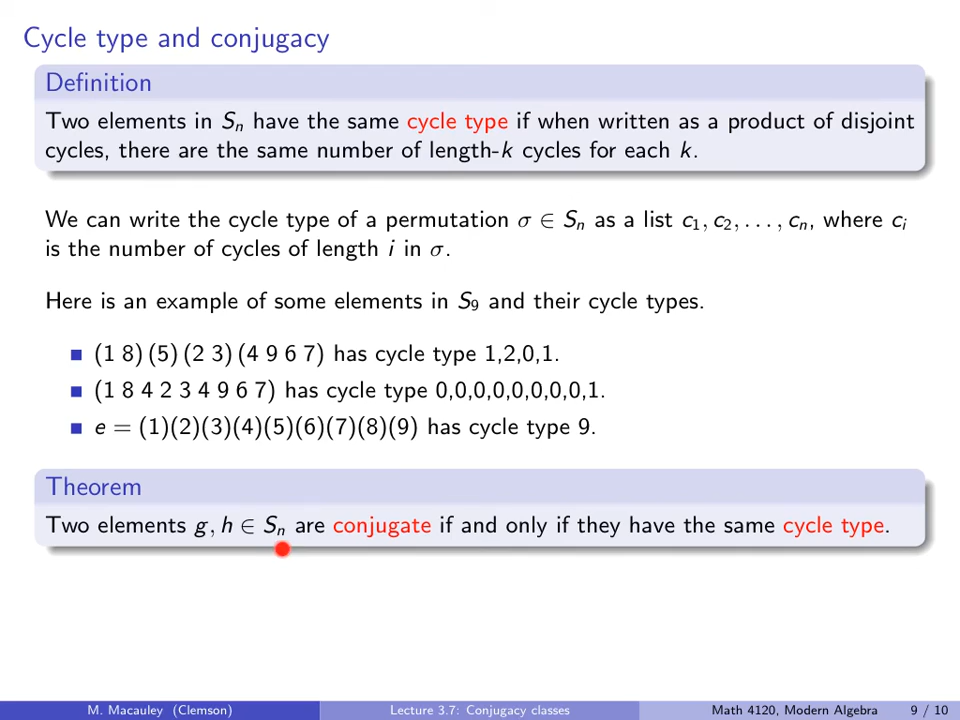 Cycle type and conjugacy
Definition
Two elements in Sₙ have the same cycle type if when written as a product of disjoint
cycles, there are the same number of length-k cycles for each k.
We can write the cycle type of a permutation σ ∈ Sₙ as a list c₁, c₂, . . . , cₙ, where cᵢ
is the number of cycles of length i in σ.
Here is an example of some elements in S₉ and their cycle types.
(1 8) (5) (2 3) (4 9 6 7) has cycle type 1,2,0,1.
(1 8 4 2 3 4 9 6 7) has cycle type 0,0,0,0,0,0,0,0,1.
e = (1)(2)(3)(4)(5)(6)(7)(8)(9) has cycle type 9.
Theorem
Two elements g, h ∈ Sₙ are conjugate if and only if they have the same cycle type.
M. Macauley (Clemson) Lecture 3.7: Conjugacy classes Math 4120, Modern Algebra 9 / 10